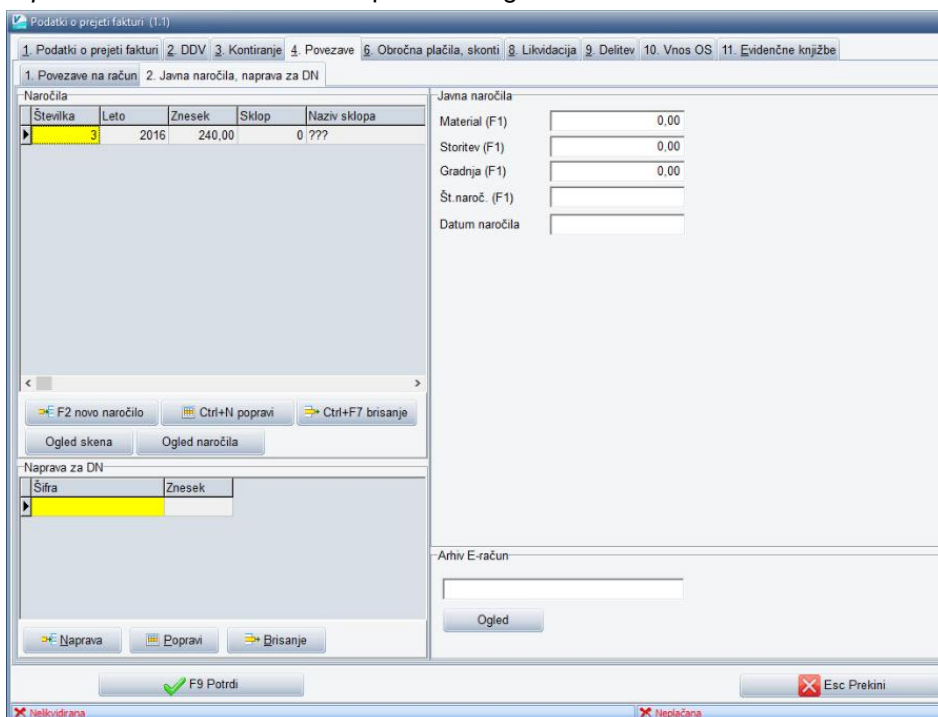 Podatki o prejeti fakturi (1.1)
1. Podatki o prejeti fakturi 2. DDV 3. Kontiranje 4. Povezave 6. Obročna plačila, skonti 8. Likvidacija 9. Delitev 10. Vnos OS 11. Evidenčne knjižbe
1. Povezave na račun 2. Javna naročila, naprava za DN
Naročila
Številka Leto Znesek Sklop Naziv sklopa
3 2016 240,00 0 ???
F2 novo naročilo Ctrl+N popravi Ctrl+F7 brisanje
Ogled skena Ogled naročila
Naprava za DN
Šifra Znesek
Naprava Popravi Brisanje
Javna naročila
Material (F1) 0,00
Storitev (F1) 0,00
Gradnja (F1) 0,00
Št.naroč. (F1)
Datum naročila
Arhiv E-račun
Ogled
F9 Potrdi Esc Prekini
Nelikvidirana Neplačana